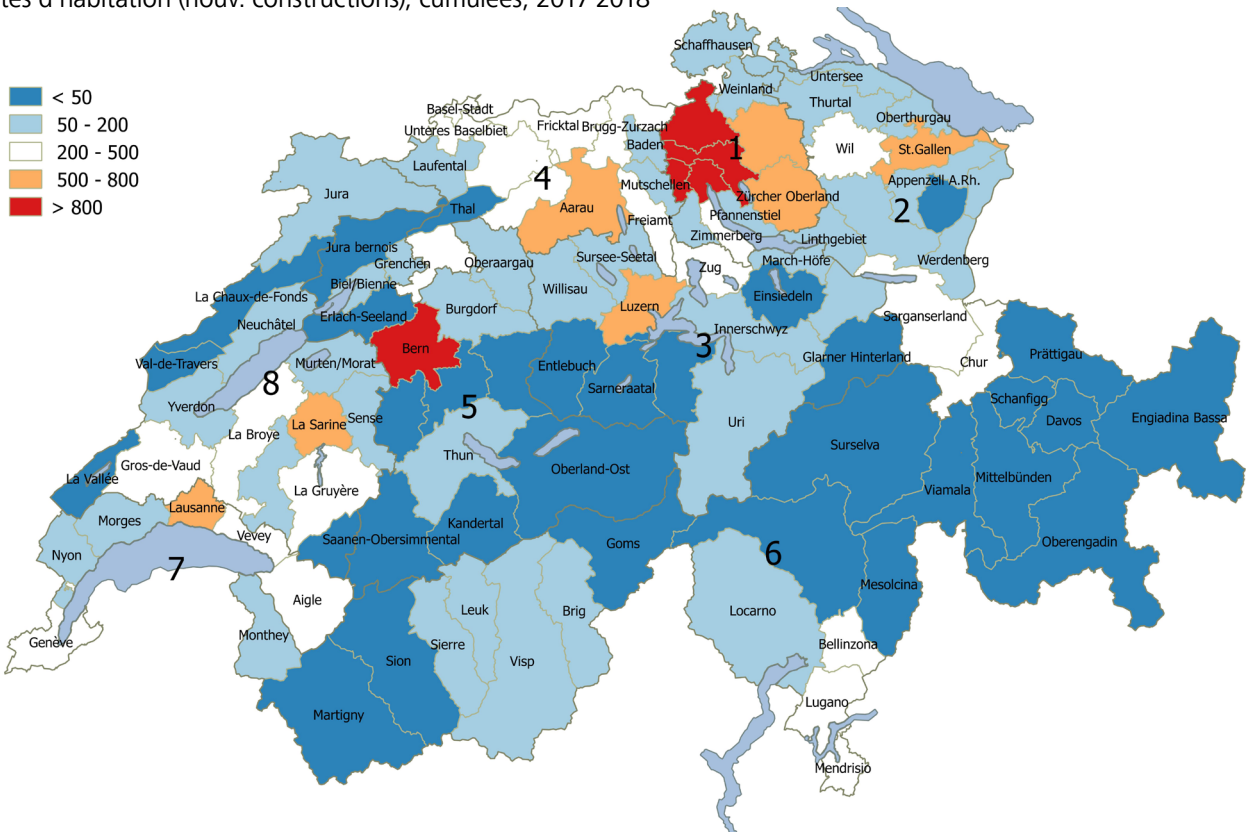 d'habitation (nouv. constructions), cumulées, 2017-2018
< 50
50 - 200
200 - 500
500 - 800
> 800
Schaffhausen
Weinland
Untersee
Thurtal
Oberthurgau
Basel-Stadt
Unteres Baselbiet
Fricktal
Brugg-Zurzach
Baden
1
Wil
St.Gallen
Laufental
4
Mutschellen
Zürcher Oberland
Appenzell A.Rh.
2
Jura
Thal
Aarau
Freiamt
Pfannenstiel
Zimmerberg
Linthgebiet
Jura bernois
Grenchen
Oberaargau
Sursee-Seetal
Zug
March-Höfe
Werdenberg
Biel/Bienne
Willisau
Einsiedeln
La Chaux-de-Fonds
Erlach-Seeland
Burgdorf
Luzern
Sarganserland
Neuchâtel
Bern
3
Innerschwyz
Glarner Hinterland
Chur
Prättigau
Val-de-Travers
Murten/Morat
Entlebuch
8
Sarneraatal
Schanfigg
Yverdon
La Sarine
Sense
5
Uri
Davos
Engiadina Bassa
La Broye
Surselva
Gros-de-Vaud
Thun
Oberland-Ost
La Vallée
La Gruyère
Viamala
Mittelbünden
Lausanne
Morges
Vevey
Kandertal
Saanen-Obersimmental
Goms
6
Oberengadin
Nyon
7
Mesolcina
Aigle
Leuk
Brig
Locarno
Genève
Monthey
Sierre
Bellinzona
Sion
Visp
Martigny
Lugano
Mendrisio